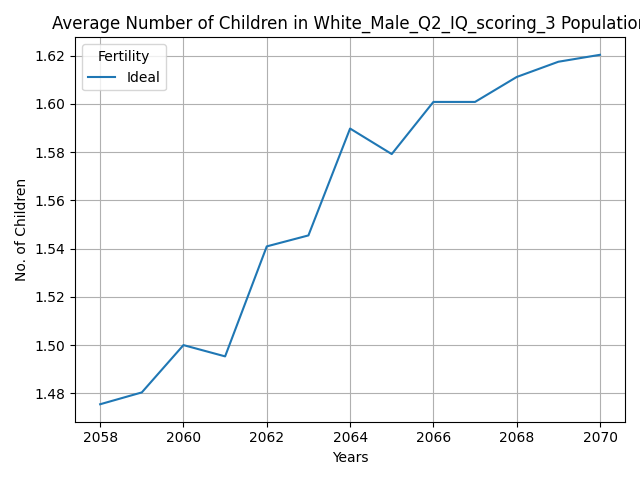 Average Number of Children in White_Male_Q2_IQ_scoring_3 Population
Fertility
Ideal
No. of Children
1.62
1.60
1.58
1.56
1.54
1.52
1.50
1.48
2058 2060 2062 2064 2066 2068 2070
Years